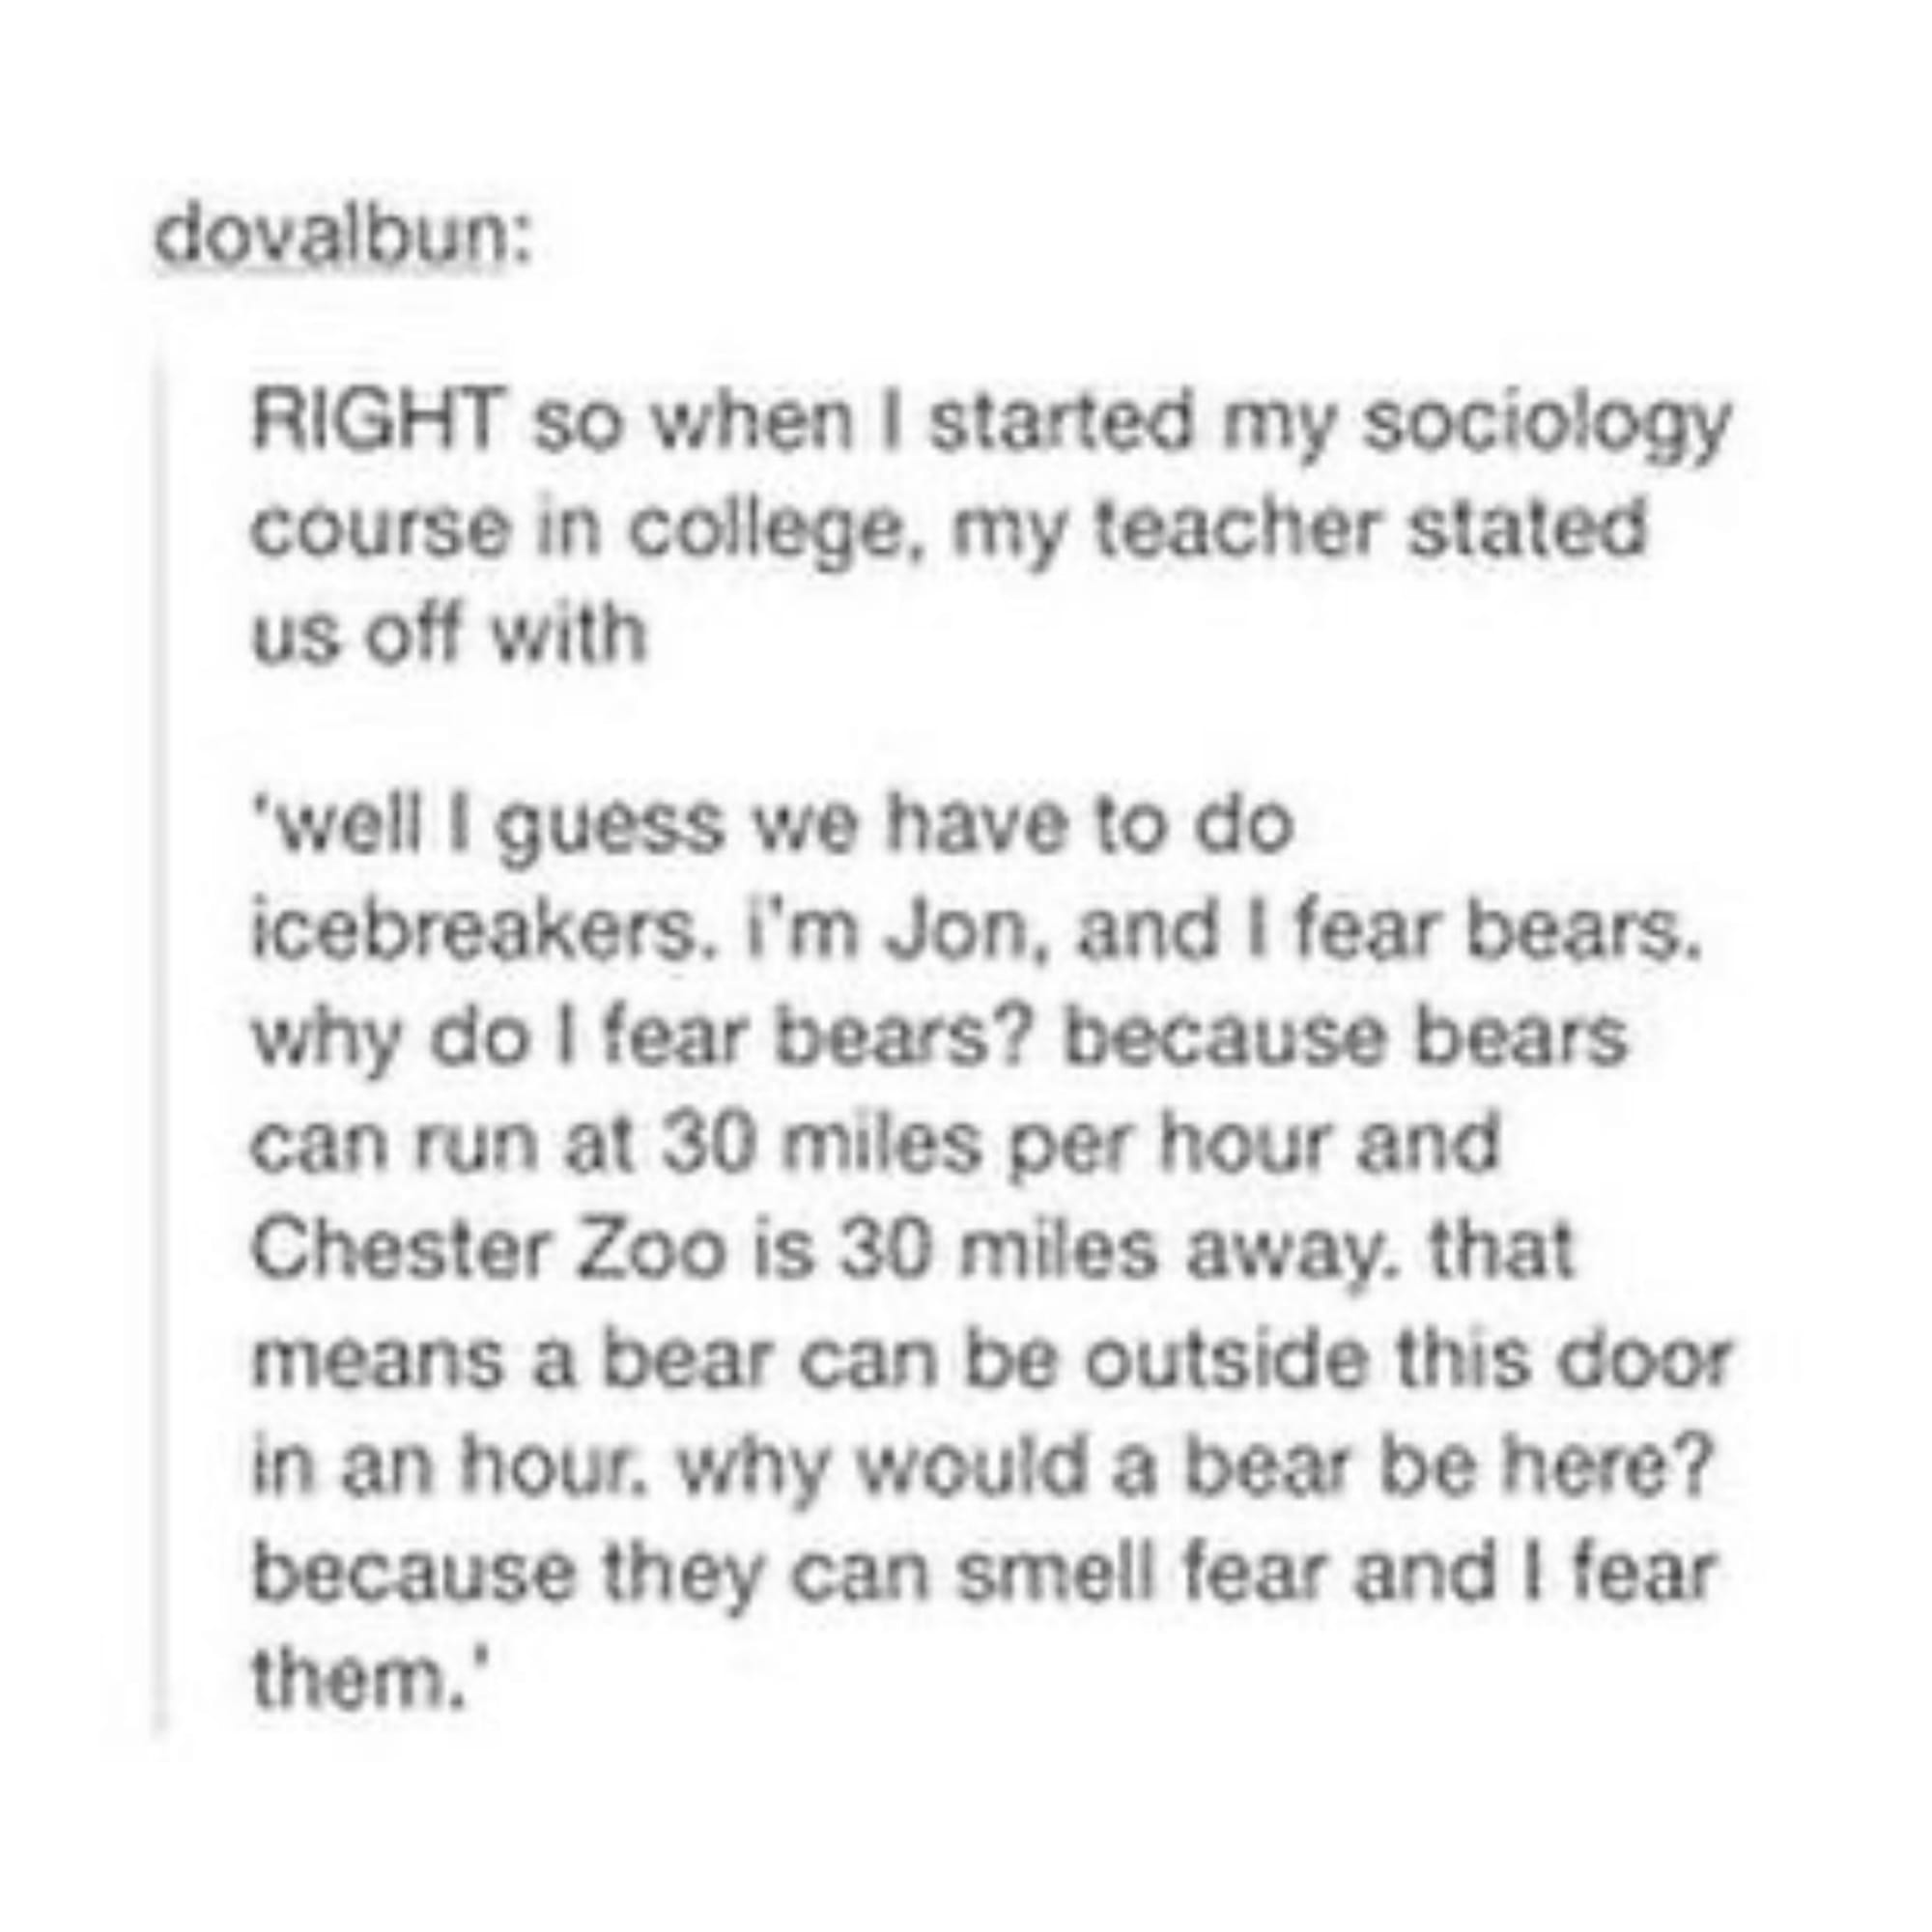 dovalbun:
RIGHT so when I started my sociology
course in college, my teacher stated
us off with
'well I guess we have to do
icebreakers. i'm Jon, and I fear bears.
why do I fear bears? because bears
can run at 30 miles per hour and
Chester Zoo is 30 miles away. that
means a bear can be outside this door
in an hour. why would a bear be here?
because they can smell fear and I fear
them.'